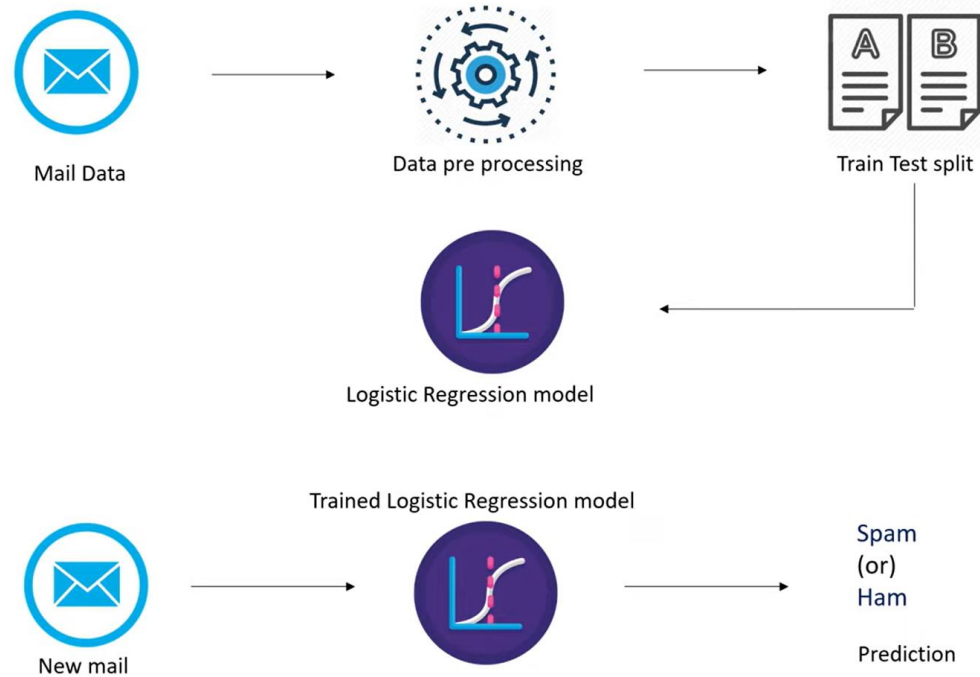 A B
Mail Data
Data pre processing
Train Test split
Logistic Regression model
Trained Logistic Regression model
New mail
Spam
(or)
Ham
Prediction